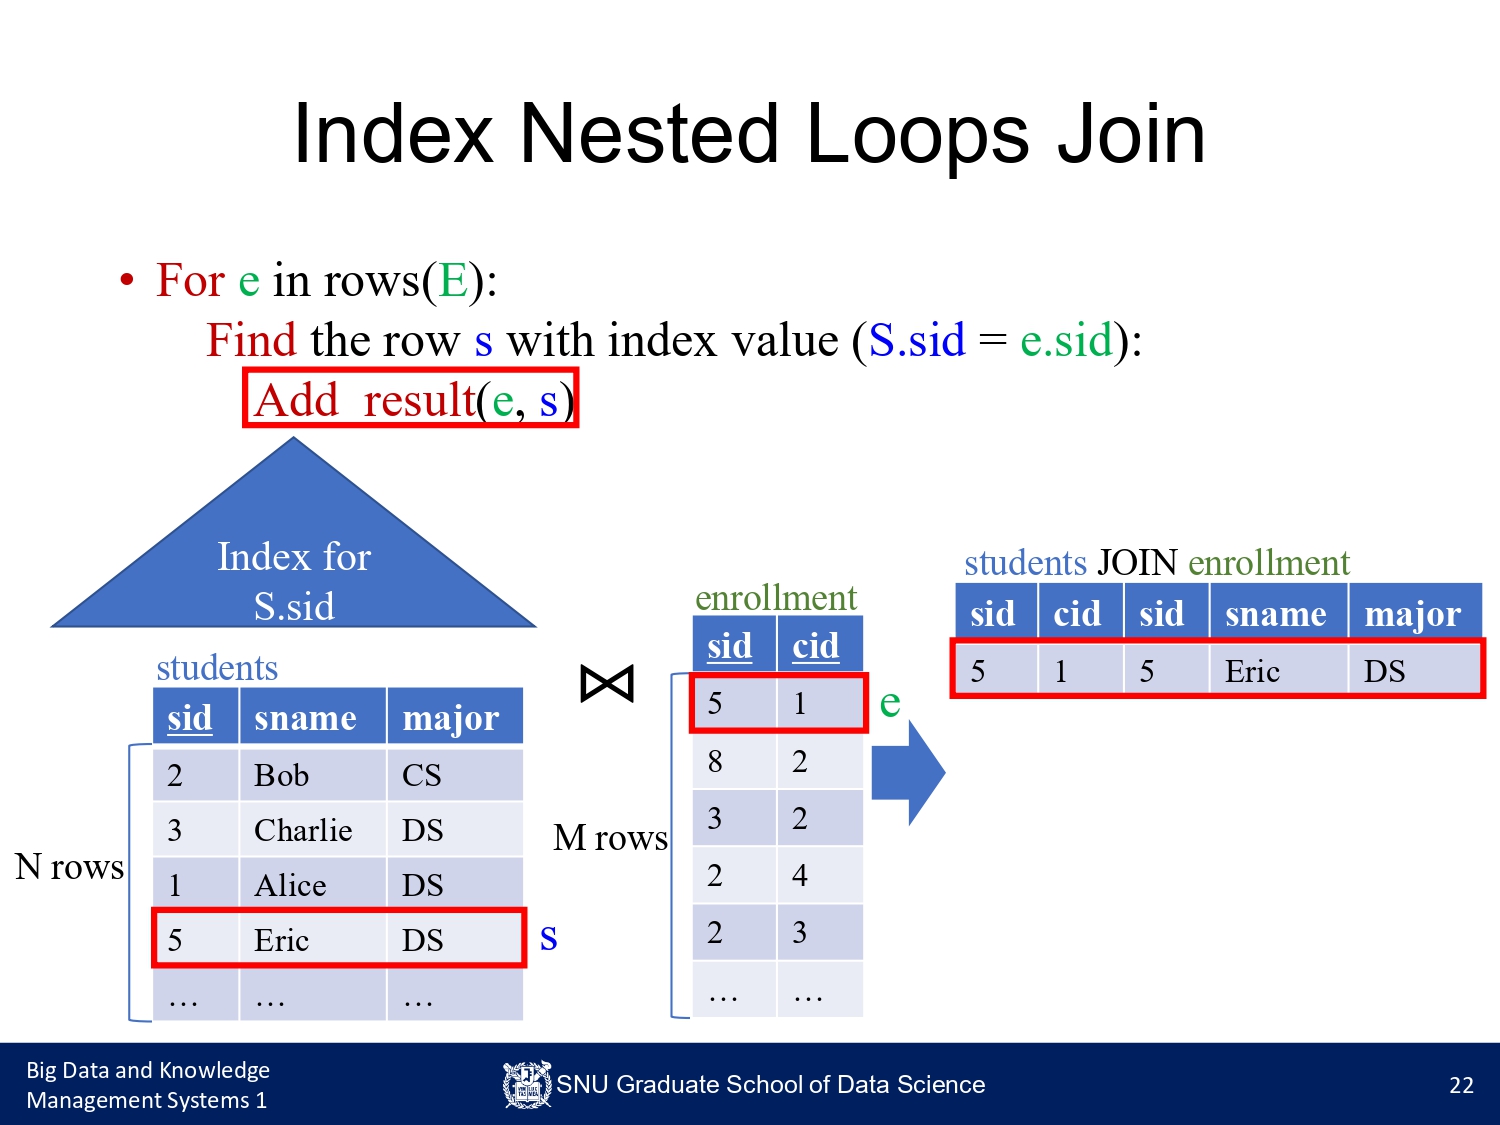 Index Nested Loops Join
• For e in rows(E):
Find the row s with index value (S.sid = e.sid):
Add_result(e, s)
Index for
S.sid
students
sid sname major
2 Bob CS
3 Charlie DS
1 Alice DS
5 Eric DS
… … …
N rows
s
⋈
enrollment
sid cid
5 1
8 2
3 2
2 4
2 3
… …
M rows
e
students JOIN enrollment
sid cid sid sname major
5 1 5 Eric DS
Big Data and Knowledge
Management Systems 1
SNU Graduate School of Data Science
22